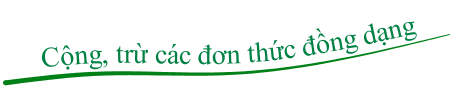 Cộng, trừ các đơn thức đồng dạng